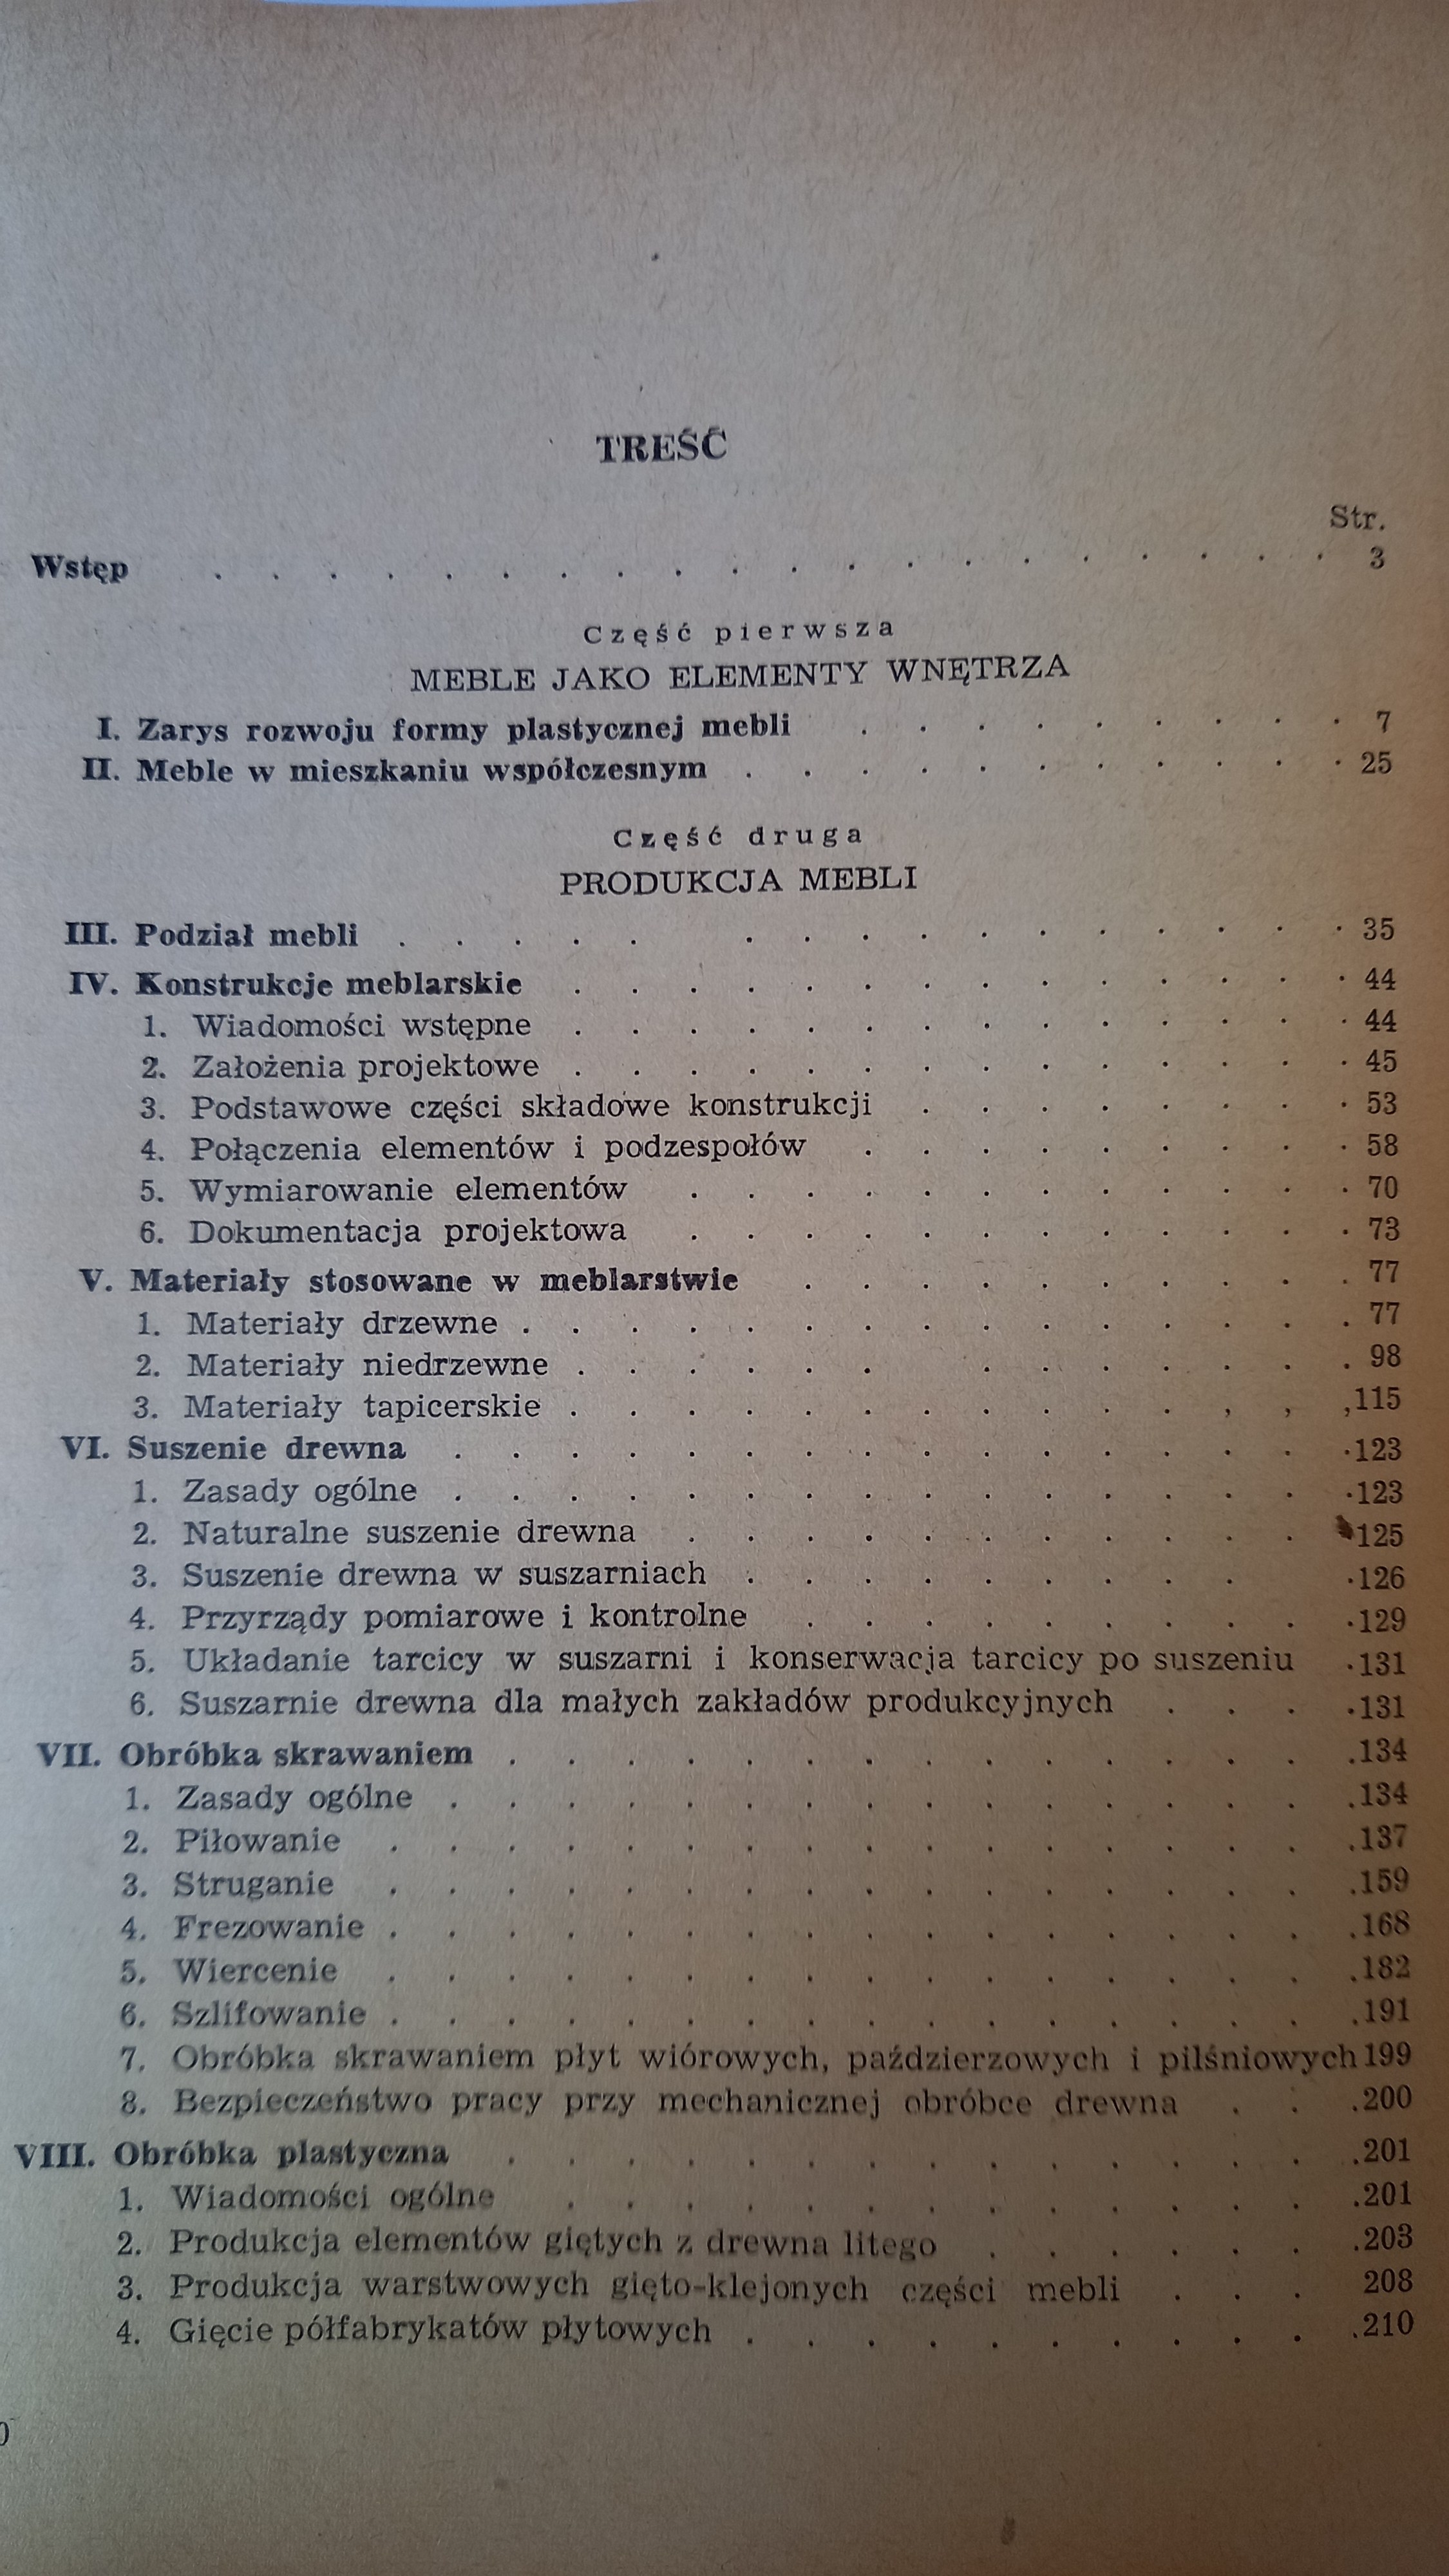 TREŚĆ
Str.
Wstęp . . . . . . . . . . . . . . . . . . . . 3
Część pierwsza
MEBLE JAKO ELEMENTY WNĘTRZA
I. Zarys rozwoju formy plastycznej mebli . . . . . . . . . 7
II. Meble w mieszkaniu współczesnym . . . . . . . . . . . 25
Część druga
PRODUKCJA MEBLI
III. Podział mebli . . . . . . . . . . . . . . . . 35
IV. Konstrukcje meblarskie . . . . . . . . . . . . . . 44
1. Wiadomości wstępne . . . . . . . . . . . . . . 44
2. Założenia projektowe . . . . . . . . . . . . . . 45
3. Podstawowe części składowe konstrukcji . . . . . . . . 53
4. Połączenia elementów i podzespołów . . . . . . . . . 58
5. Wymiarowanie elementów . . . . . . . . . . . . 70
6. Dokumentacja projektowa . . . . . . . . . . . . 73
V. Materiały stosowane w meblarstwie . . . . . . . . . . 77
1. Materiały drzewne . . . . . . . . . . . . . . . 77
2. Materiały niedrzewne . . . . . . . . . . . . . 98
3. Materiały tapicerskie . . . . . . . . . . . , , ,115
VI. Suszenie drewna . . . . . . . . . . . . . . . .123
1. Zasady ogólne . . . . . . . . . . . . . . . .123
2. Naturalne suszenie drewna . . . . . . . . . . . 125
3. Suszenie drewna w suszarniach . . . . . . . . . .126
4. Przyrządy pomiarowe i kontrolne . . . . . . . . . .129
5. Układanie tarcicy w suszarni i konserwacja tarcicy po suszeniu .131
6. Suszarnie drewna dla małych zakładów produkcyjnych . . . .131
VII. Obróbka skrawaniem . . . . . . . . . . . . . . .134
1. Zasady ogólne . . . . . . . . . . . . . . . .134
2. Piłowanie . . . . . . . . . . . . . . . . .137
3. Struganie . . . . . . . . . . . . . . . . .159
4. Frezowanie . . . . . . . . . . . . . . . . .168
5. Wiercenie . . . . . . . . . . . . . . . . .182
6. Szlifowanie . . . . . . . . . . . . . . . . .191
7. Obróbka skrawaniem płyt wiórowych, paździerzowych i pilśniowych 199
8. Bezpieczeństwo pracy przy mechanicznej obróbce drewna . . .200
VIII. Obróbka plastyczna . . . . . . . . . . . . . . .201
1. Wiadomości ogólne . . . . . . . . . . . . . .201
2. Produkcja elementów giętych z drewna litego . . . . . . .203
3. Produkcja warstwowych gięto-klejonych części mebli . . . 208
4. Gięcie półfabrykatów płytowych . . . . . . . . . . .210